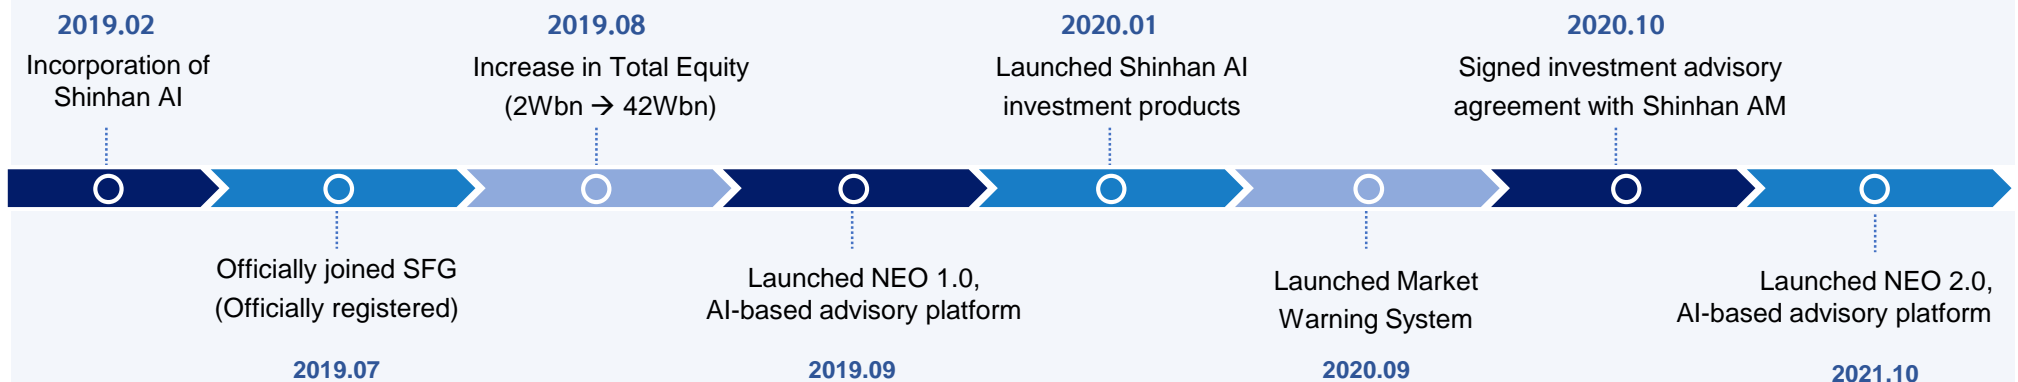 2019.02
Incorporation of
Shinhan AI
2019.08
Increase in Total Equity
(2Wbn → 42Wbn)
2020.01
Launched Shinhan AI
investment products
2020.10
Signed investment advisory
agreement with Shinhan AM
Officially joined SFG
(Officially registered)
2019.07
Launched NEO 1.0,
AI-based advisory platform
2019.09
Launched Market
Warning System
2020.09
Launched NEO 2.0,
AI-based advisory platform
2021.10